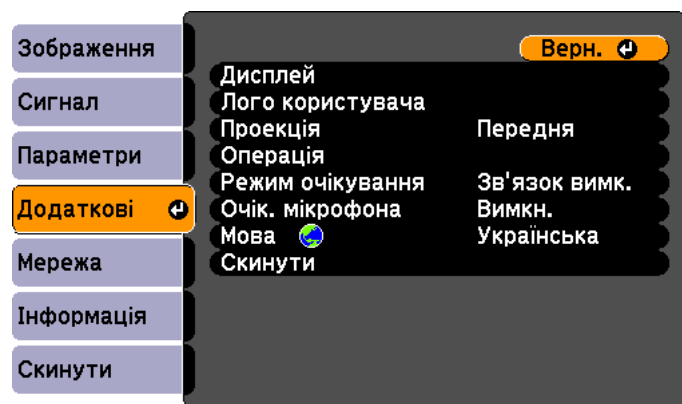 Зображення
Сигнал
Параметри
Додаткові
Мережа
Інформація
Скинути
Верн.
Дисплей
Лого користувача
Проекція Передня
Операція
Режим очікування Зв'язок вимк.
Очік. мікрофона Вимкн.
Мова Українська
Скинути